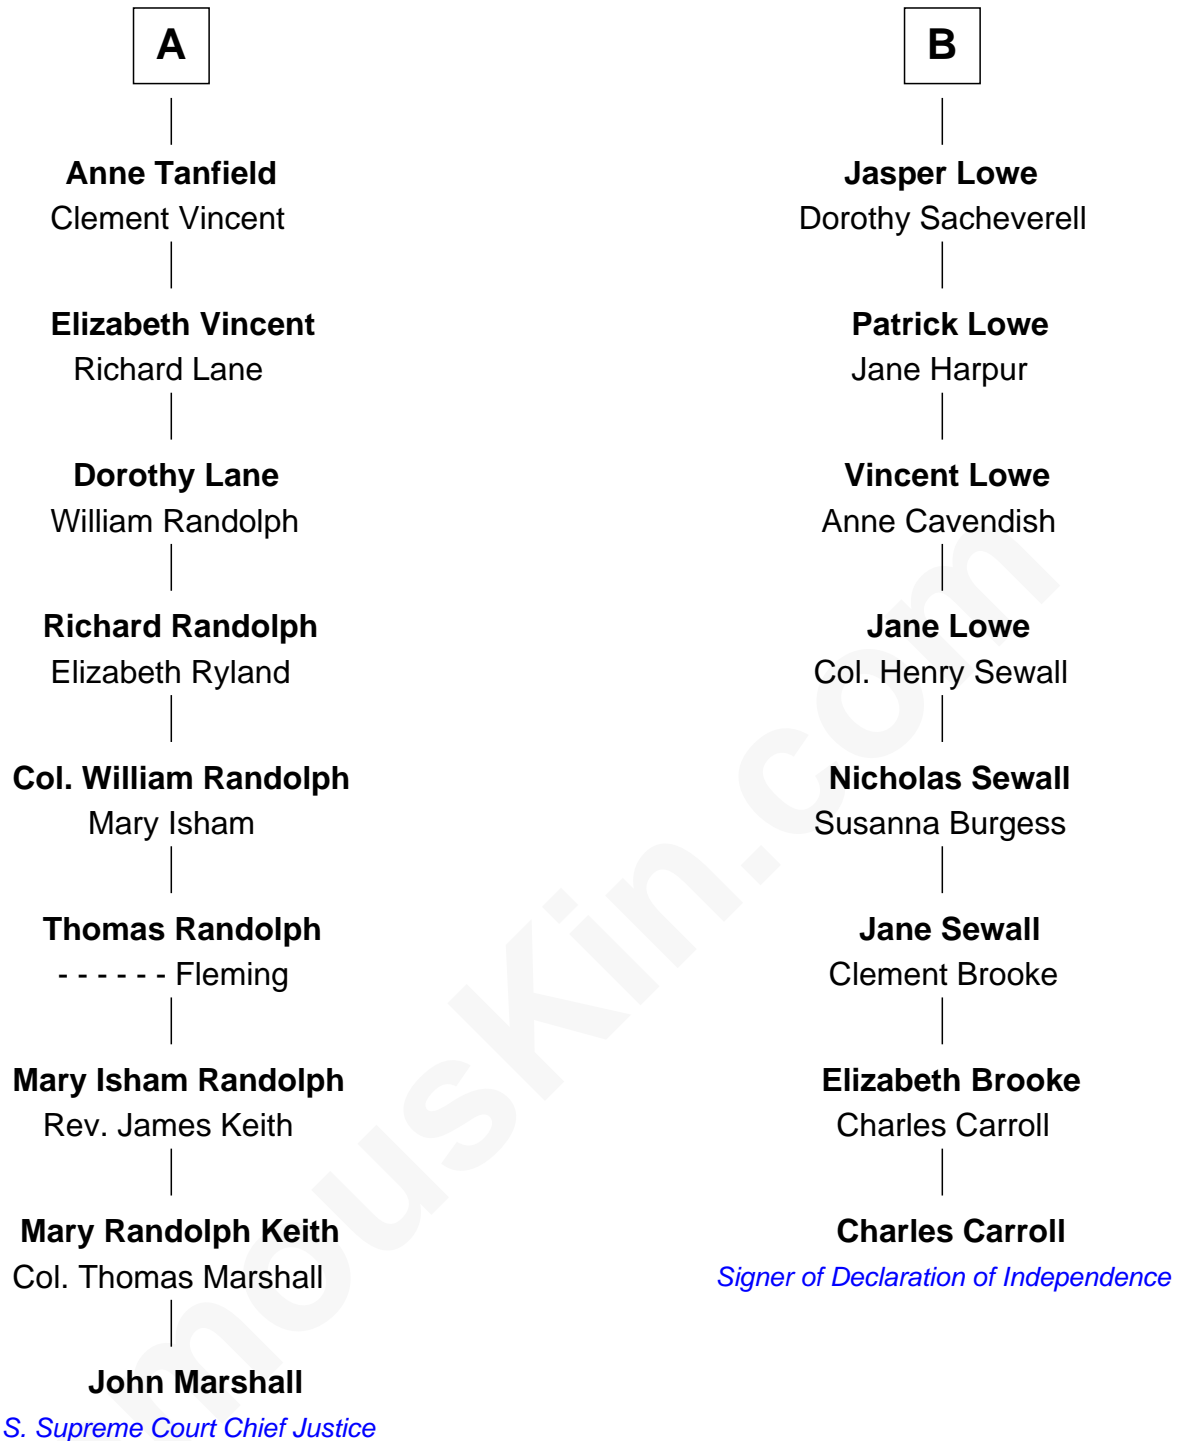 A
Anne Tanfield
Clement Vincent
Elizabeth Vincent
Richard Lane
Dorothy Lane
William Randolph
Richard Randolph
Elizabeth Ryland
Col. William Randolph
Mary Isham
Thomas Randolph
- - - - - - Fleming
Mary Isham Randolph
Rev. James Keith
Mary Randolph Keith
Col. Thomas Marshall
John Marshall
S. Supreme Court Chief Justice
B
Jasper Lowe
Dorothy Sacheverell
Patrick Lowe
Jane Harpur
Vincent Lowe
Anne Cavendish
Jane Lowe
Col. Henry Sewall
Nicholas Sewall
Susanna Burgess
Jane Sewall
Clement Brooke
Elizabeth Brooke
Charles Carroll
Charles Carroll
Signer of Declaration of Independence
mousKin.com